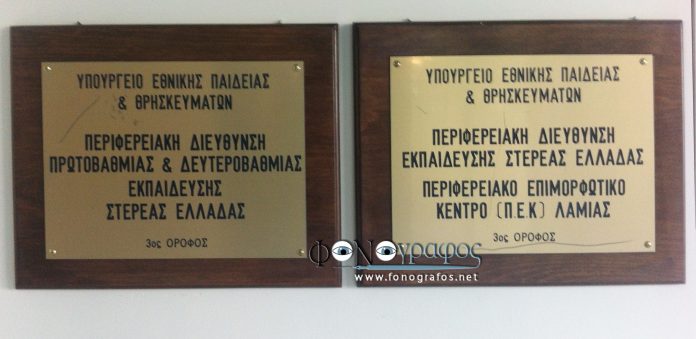 ΥΠΟΥΡΓΕΙΟ ΕΘΝΙΚΗΣ ΠΑΙΔΕΙΑΣ
& ΘΡΗΣΚΕΥΜΑΤΩΝ
ΠΕΡΙΦΕΡΕΙΑΚΗ ΔΙΕΥΘΥΝΣΗ
ΠΡΩΤΟΒΑΘΜΙΑΣ & ΔΕΥΤΕΡΟΒΑΘΜΙΑΣ
ΕΚΠΑΙΔΕΥΣΗΣ
ΣΤΕΡΕΑΣ ΕΛΛΑΔΑΣ
3ος ΟΡΟΦΟΣ
ΥΠΟΥΡΓΕΙΟ ΕΘΝΙΚΗΣ ΠΑΙΔΕΙΑΣ
& ΘΡΗΣΚΕΥΜΑΤΩΝ
ΠΕΡΙΦΕΡΕΙΑΚΗ ΔΙΕΥΘΥΝΣΗ
ΕΚΠΑΙΔΕΥΣΗΣ ΣΤΕΡΕΑΣ ΕΛΛΑΔΑΣ
ΠΕΡΙΦΕΡΕΙΑΚΟ ΕΠΙΜΟΡΦΩΤΙΚΟ
ΚΕΝΤΡΟ (Π.Ε.Κ) ΛΑΜΙΑΣ
3ος ΟΡΟΦΟΣ
ΦΟΝΟγραφος
www.fonografos.net